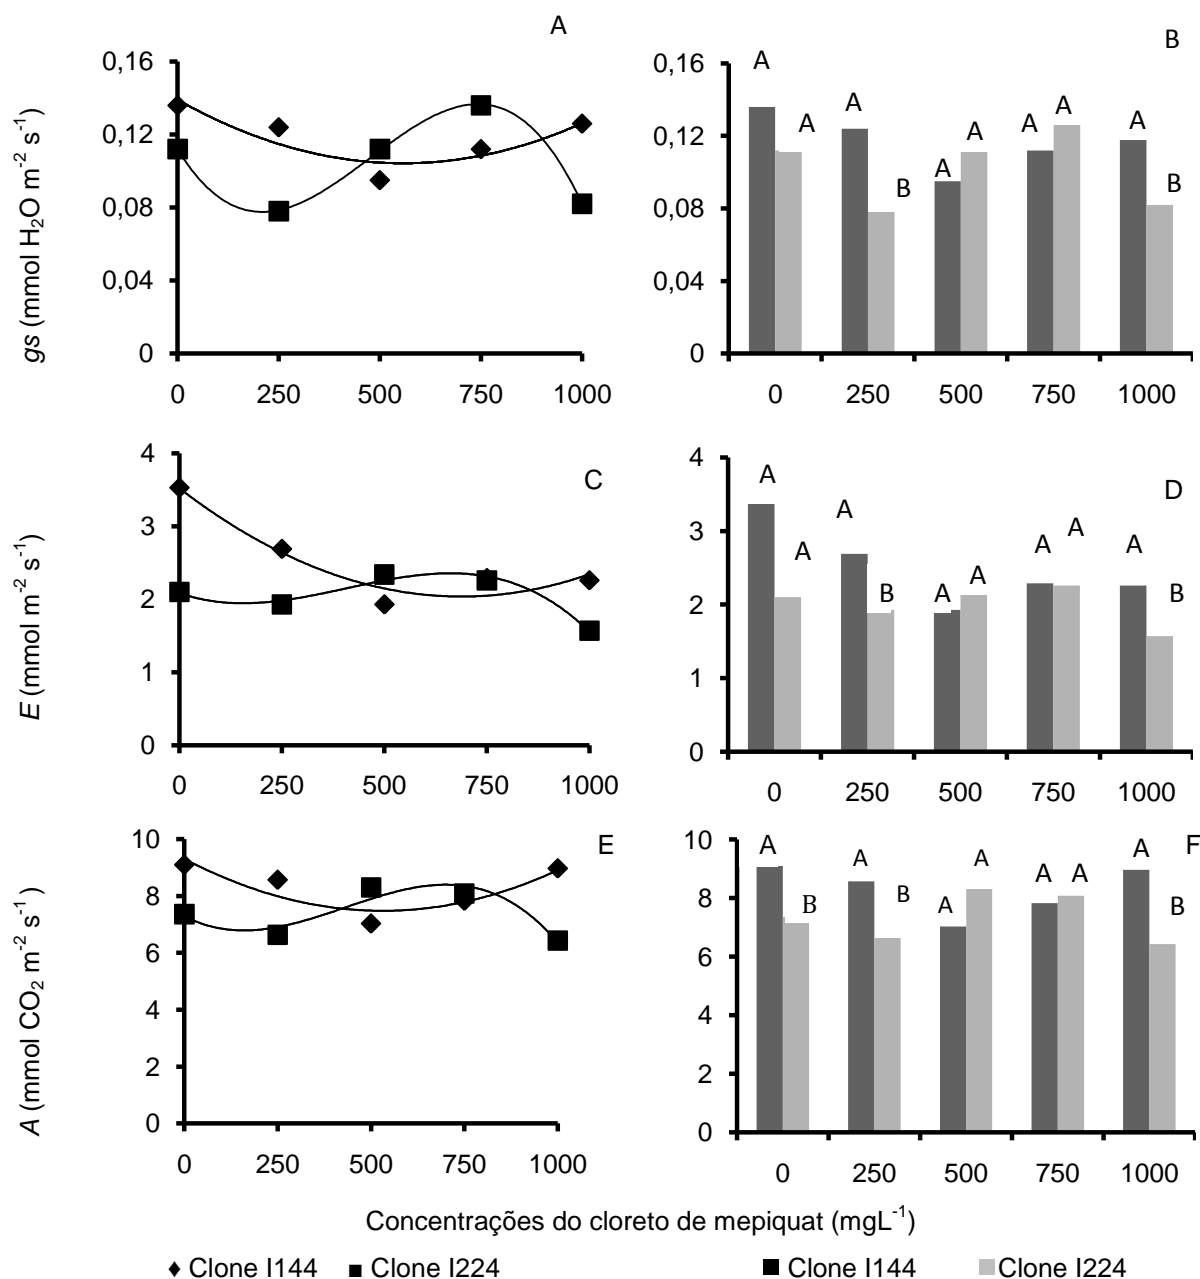 A
0,16
0,12
0,08
0,04
0
gs (mmol H2O m-2 s-1)
0 250 500 750 1000
B
0,16
0,12
0,08
0,04
0
A A A B A A A A A B
0 250 500 750 1000
C
4
3
2
1
0
E (mmol m-2 s-1)
0 250 500 750 1000
D
4
3
2
1
0
A A A B A A A A A B
0 250 500 750 1000
E
10
8
6
4
2
0
A (mmol CO2 m-2 s-1)
0 250 500 750 1000
F
10
8
6
4
2
0
A B A B A A A A A B
0 250 500 750 1000
Concentrações do cloreto de mepiquat (mgL-1)
Clone I144 Clone I224 Clone I144 Clone I224